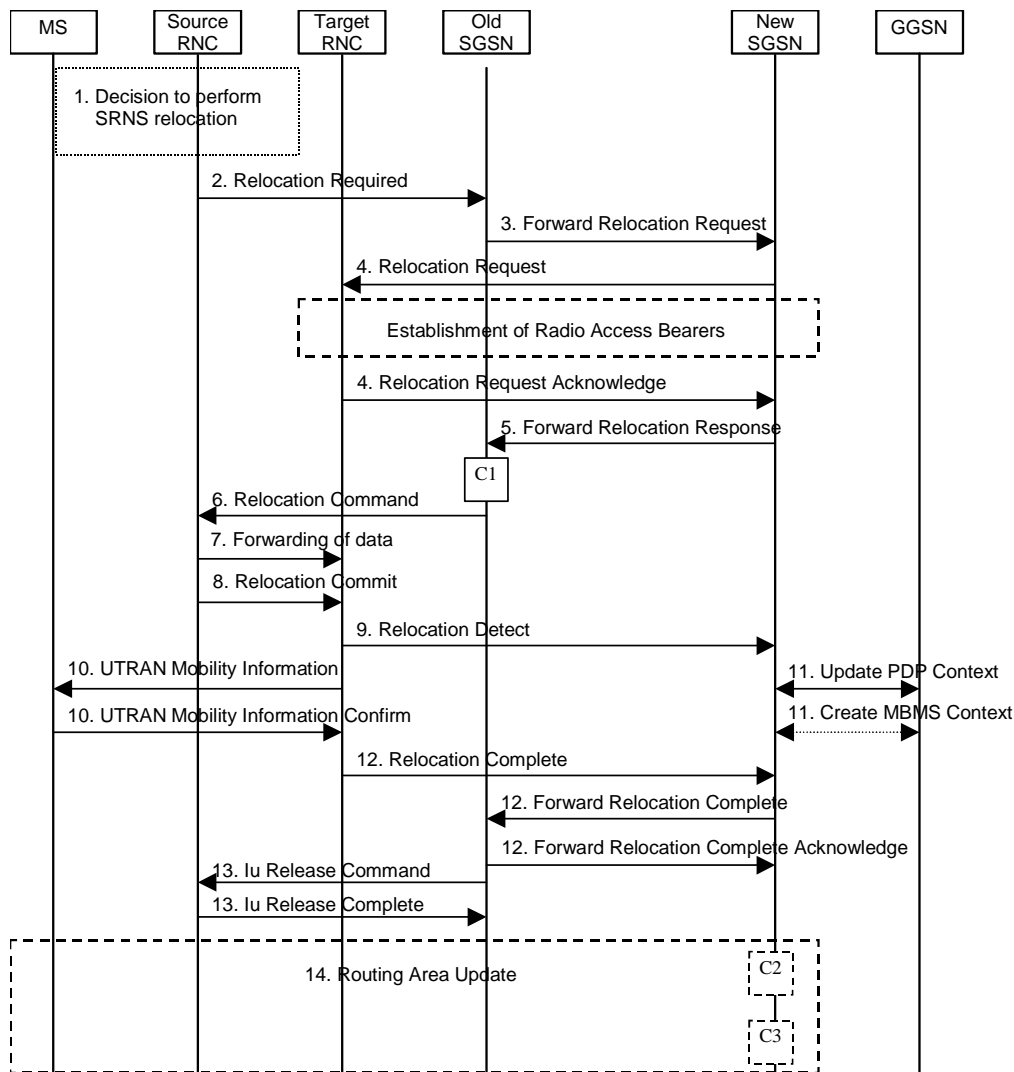 MS
Source
RNC
Target
RNC
Old
SGSN
New
SGSN
GGSN
1. Decision to perform
SRNS relocation
2. Relocation Required
3. Forward Relocation Request
4. Relocation Request
Establishment of Radio Access Bearers
4. Relocation Request Acknowledge
5. Forward Relocation Response
C1
6. Relocation Command
7. Forwarding of data
8. Relocation Commit
9. Relocation Detect
10. UTRAN Mobility Information
11. Update PDP Context
10. UTRAN Mobility Information Confirm
11. Create MBMS Context
12. Relocation Complete
12. Forward Relocation Complete
12. Forward Relocation Complete Acknowledge
13. Iu Release Command
13. Iu Release Complete
14. Routing Area Update
C2
C3